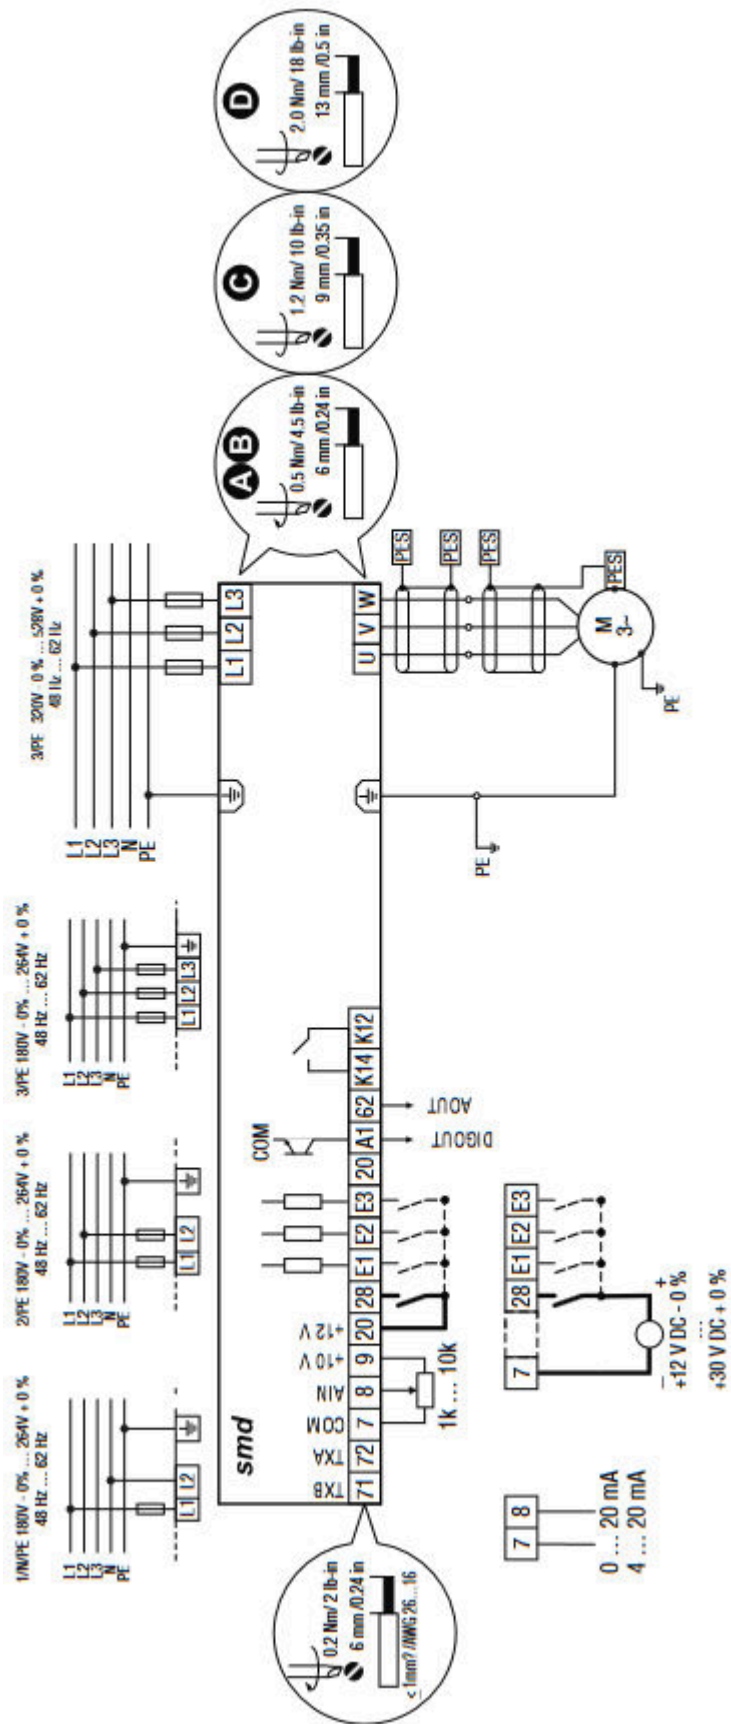 1/N/PE 180V - 0% ... 264V + 0 %
48 Hz ... 62 Hz
L1
L2
L3
N
PE
L1 L2
2/PE 180V - 0% ... 264V + 0 %
48 Hz ... 62 Hz
L1
L2
L3
N
PE
L1 L2
3/PE 180V - 0% ... 264V + 0 %
48 Hz ... 62 Hz
L1
L2
L3
N
PE
L1 L2 L3
3/PE 320V 0 % ... 528V + 0 %
48 Hz ... 62 Hz
L1
L2
L3
N
PE
L1 L2 L3
smd
COM
TXB TXA COM AIN +10 V +12 V
71 72 7 8 9 20 28 E1 E2 E3 20 A1 62 K14 K12
DIGOUT
AOUT
1k ... 10k
U V W
PES
PES
PES
PES
M
3~
PE
PE
0.2 Nm/ 2 lb-in
6 mm /0.24 in
< 1mm? /AWG 26...16
A B
0.5 Nm/ 4.5 lb-in
6 mm /0.24 in
C
1.2 Nm/ 10 lb-in
9 mm /0.35 in
D
2.0 Nm/ 18 lb-in
13 mm /0.5 in
7 8
0 ... 20 mA
4 ... 20 mA
7 28 E1 E2 E3
_ +
+12 V DC - 0 %
...
+30 V DC + 0 %